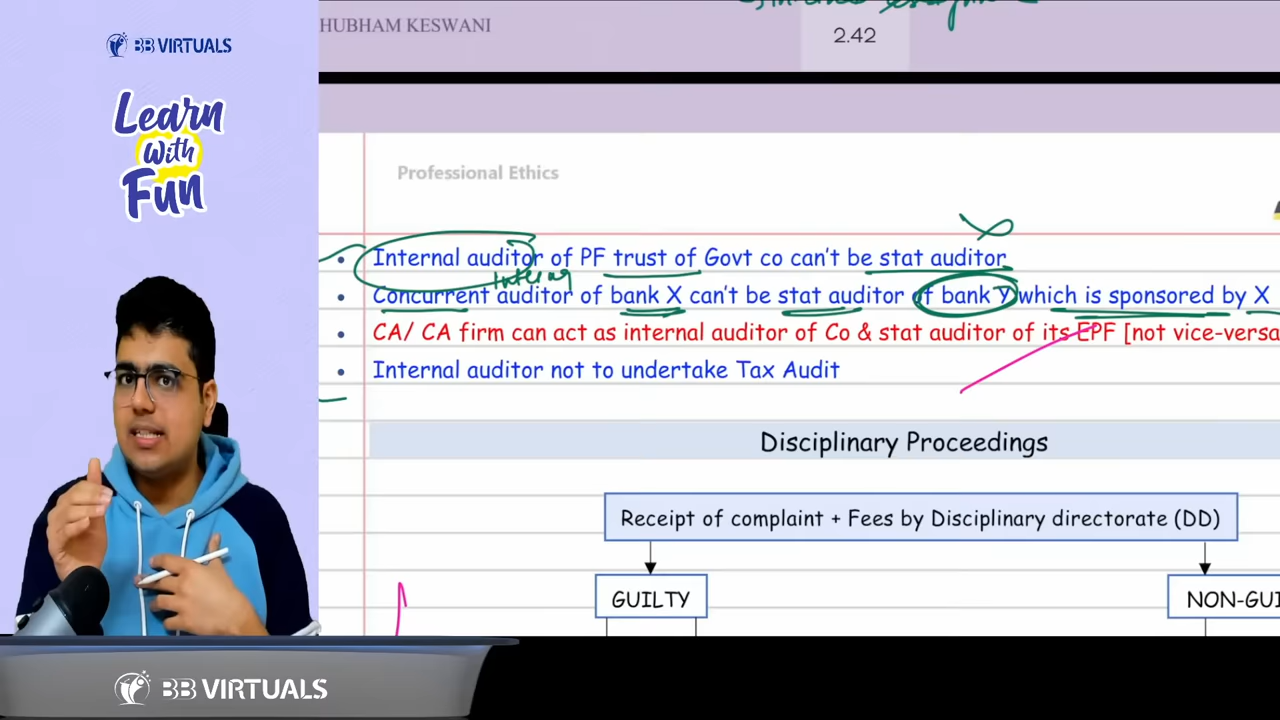 HUBHAM KESWANI
2.42
BB VIRTUALS
Learn
With
Fun
Professional Ethics
• Internal auditor of PF trust of Govt co can't be stat auditor
• Concurrent auditor of bank X can't be stat auditor of bank Y which is sponsored by X
• CA/ CA firm can act as internal auditor of Co & stat auditor of its EPF [not vice-versa
• Internal auditor not to undertake Tax Audit
Disciplinary Proceedings
Receipt of complaint + Fees by Disciplinary directorate (DD)
GUILTY
NON-GUI
BB VIRTUALS